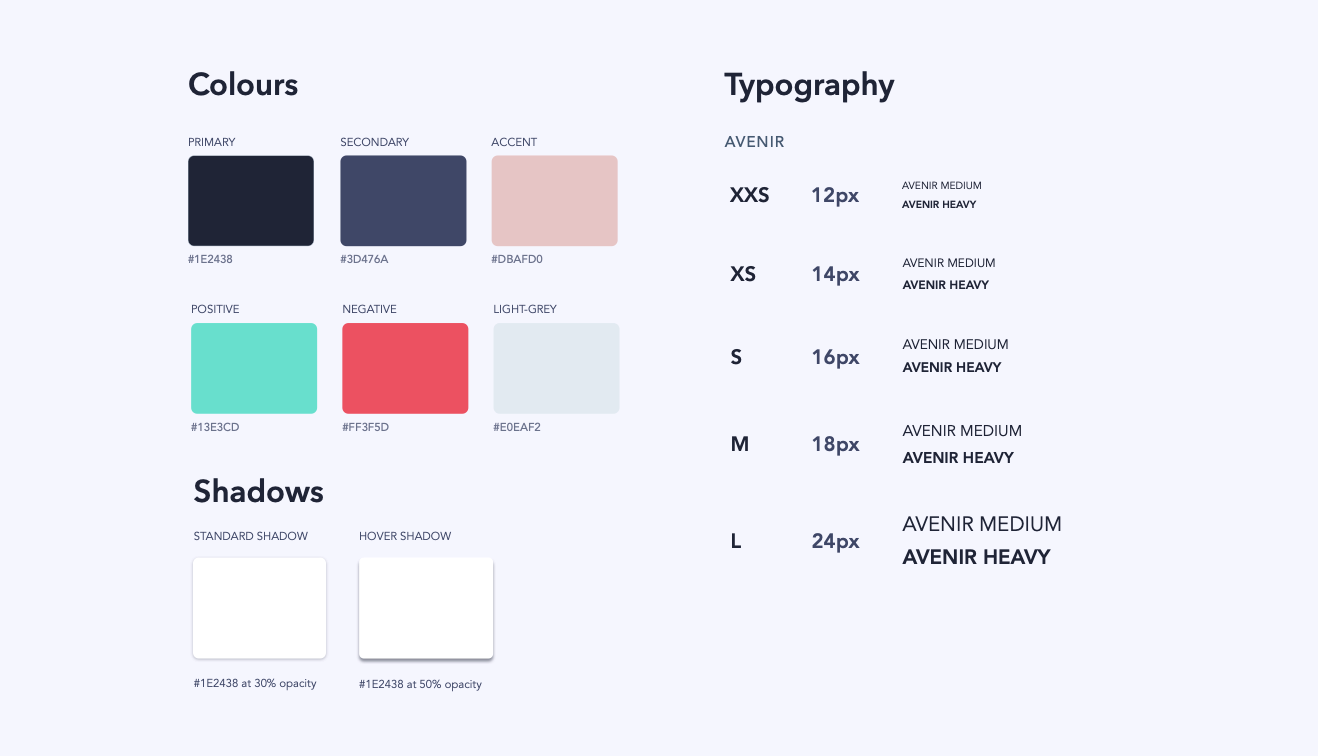 Colours
PRIMARY
SECONDARY
ACCENT
#1E2438
#3D476A
#DBAFD0
POSITIVE
NEGATIVE
LIGHT-GREY
#13E3CD
#FF3F5D
#E0EAF2
Shadows
STANDARD SHADOW
HOVER SHADOW
#1E2438 at 30% opacity
#1E2438 at 50% opacity
Typography
AVENIR
XXS
12px
AVENIR MEDIUM
AVENIR HEAVY
XS
14px
AVENIR MEDIUM
AVENIR HEAVY
S
16px
AVENIR MEDIUM
AVENIR HEAVY
M
18px
AVENIR MEDIUM
AVENIR HEAVY
L
24px
AVENIR MEDIUM
AVENIR HEAVY